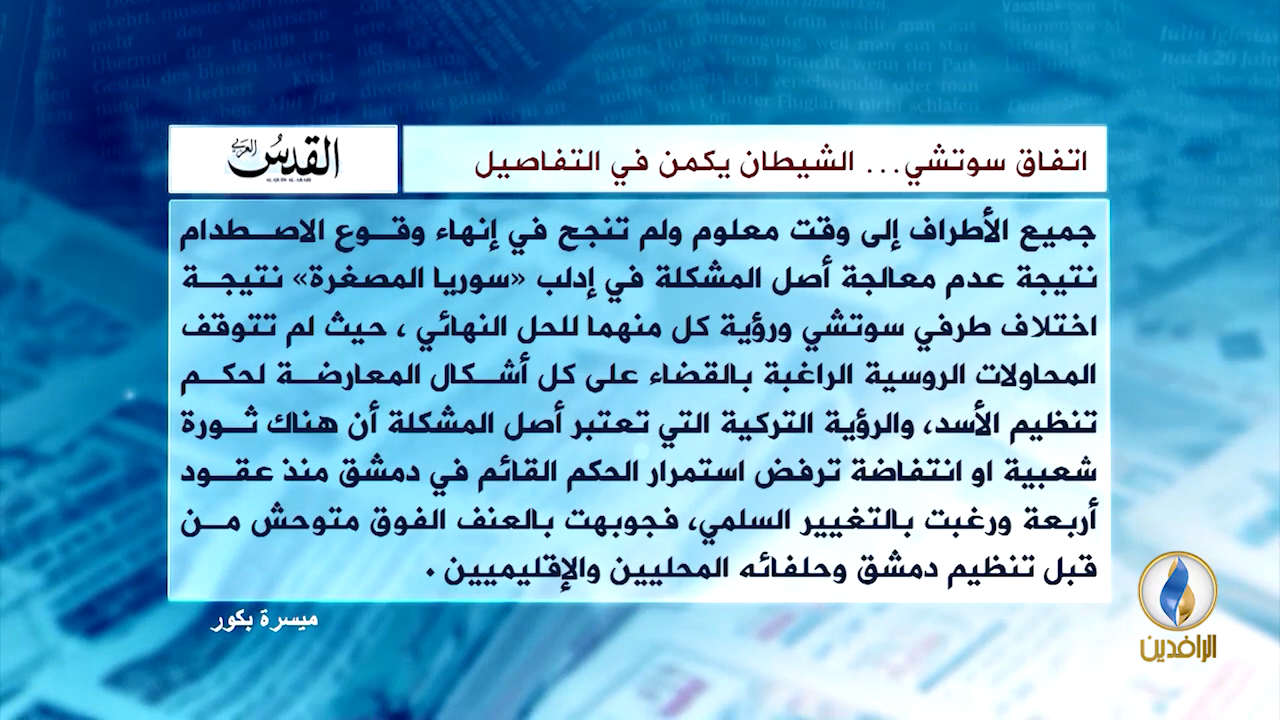 اتفاق سوتشي... الشيطان يكمن في التفاصيل
القدس العربي
AL-QUDS AL-ARABI
جميع الأطراف إلى وقت معلوم ولم تنجح في إنهاء وقوع الاصطدام
نتيجة عدم معالجة أصل المشكلة في إدلب «سوريا المصغرة» نتيجة
اختلاف طرفي سوتشي ورؤية كل منهما للحل النهائي ، حيث لم تتوقف
المحاولات الروسية الراغبة بالقضاء على كل أشكال المعارضة لحكم
تنظيم الأسد، والرؤية التركية التي تعتبر أصل المشكلة أن هناك ثورة
شعبية او انتفاضة ترفض استمرار الحكم القائم في دمشق منذ عقود
أربعة ورغبت بالتغيير السلمي، فجوبهت بالعنف الفوق متوحش من
قبل تنظيم دمشق وحلفائه المحليين والإقليميين .
ميسرة بكور
الرافدين